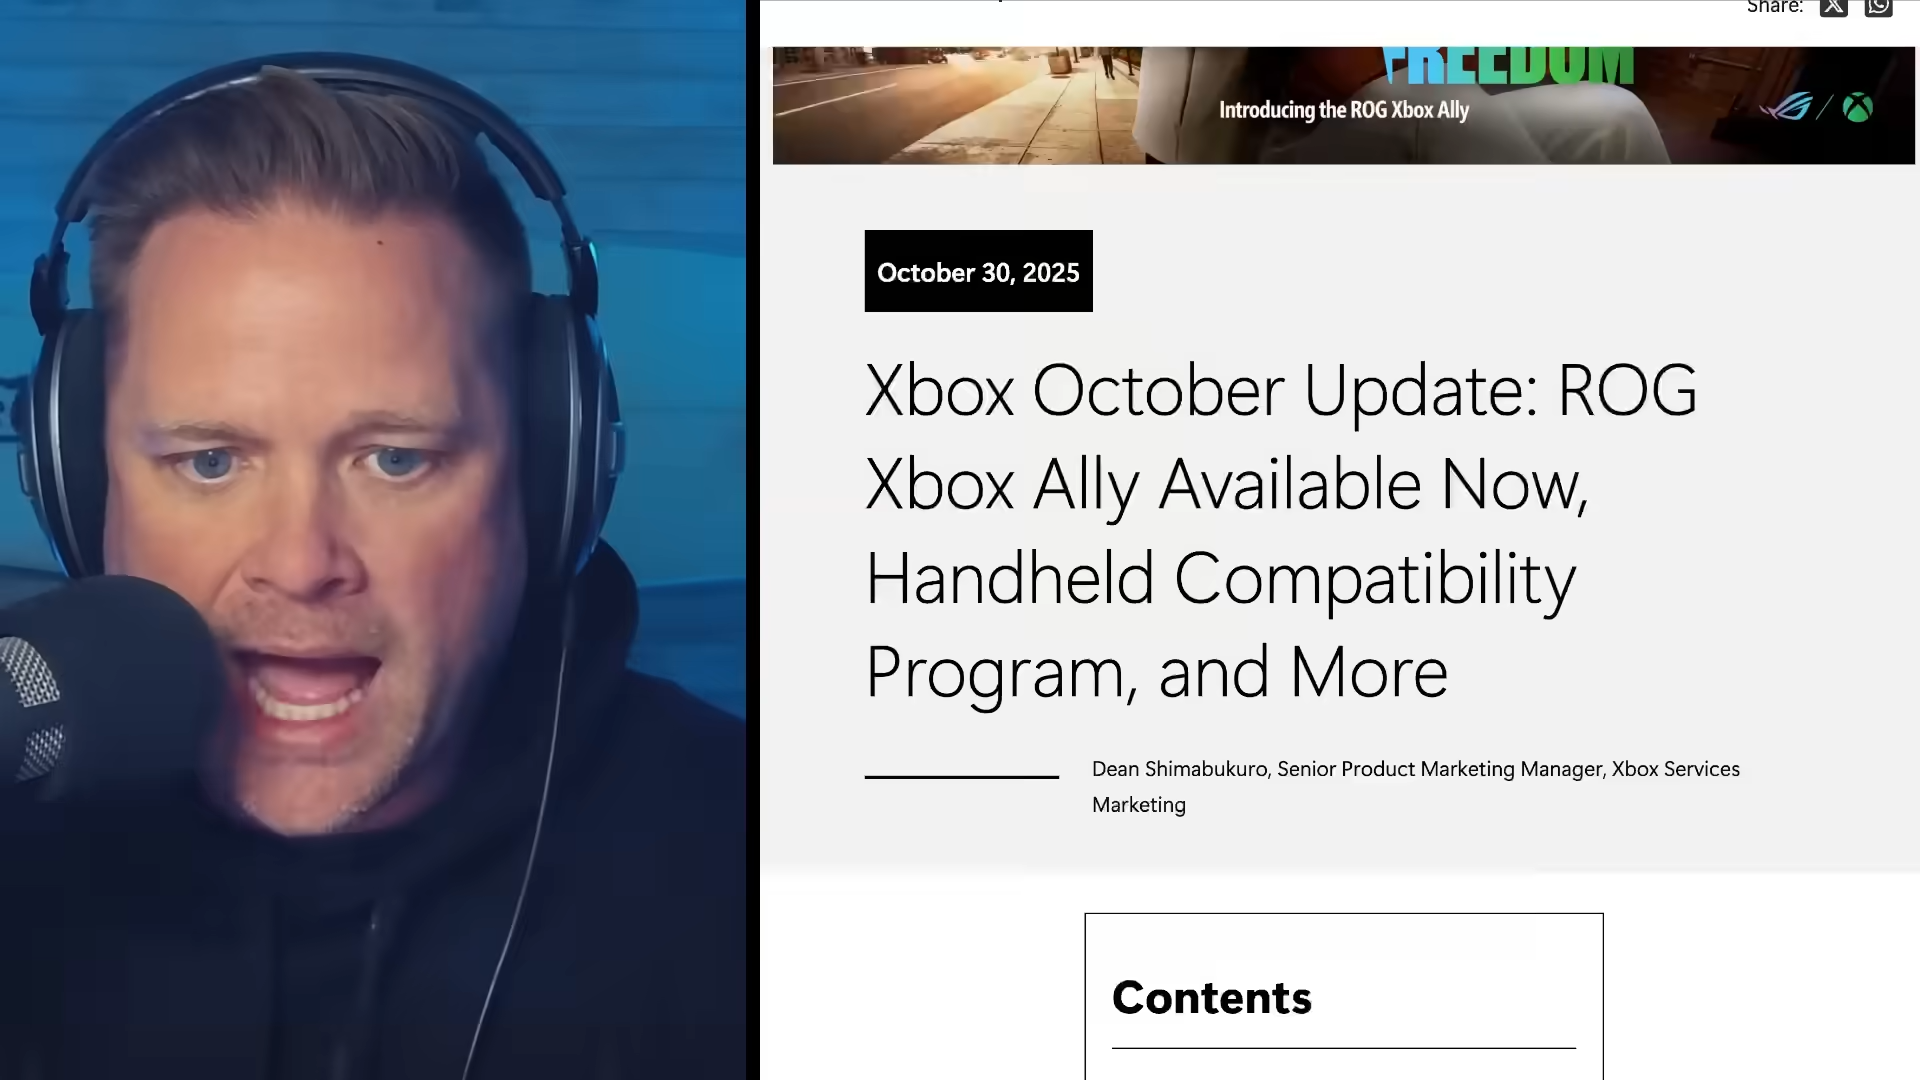 Share:
FREEDOM
Introducing the ROG Xbox Ally
October 30, 2025
Xbox October Update: ROG
Xbox Ally Available Now,
Handheld Compatibility
Program, and More
Dean Shimabukuro, Senior Product Marketing Manager, Xbox Services
Marketing
Contents